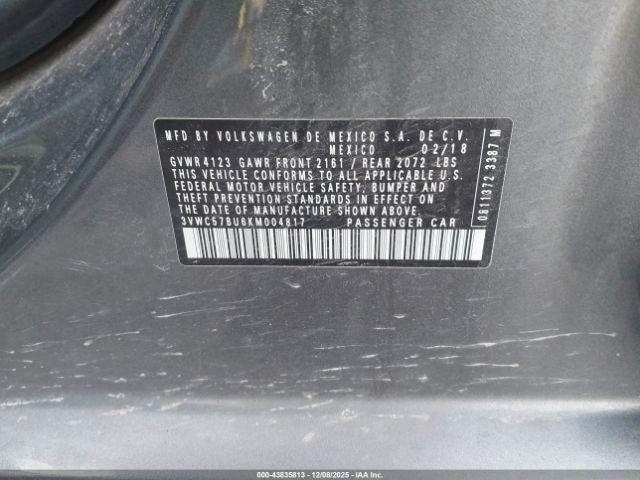 MFD BY VOLKSWAGEN DE MEXICO S.A. DE C.V.
MEXICO 02/18
GVWR 4123 GAWR FRONT 2161 / REAR 2072 LBS
THIS VEHICLE CONFORMS TO ALL APPLICABLE U.S.
FEDERAL MOTOR VEHICLE SAFETY, BUMPER AND
THEFT PREVENTION STANDARDS IN EFFECT ON
THE DATE OF MANUFACTURE SHOWN ABOVE.
3VWC57BU6KM004817 PASSENGER CAR
0811372 3387 M
000-43835813 - 12/08/2025 - IAAI.COM